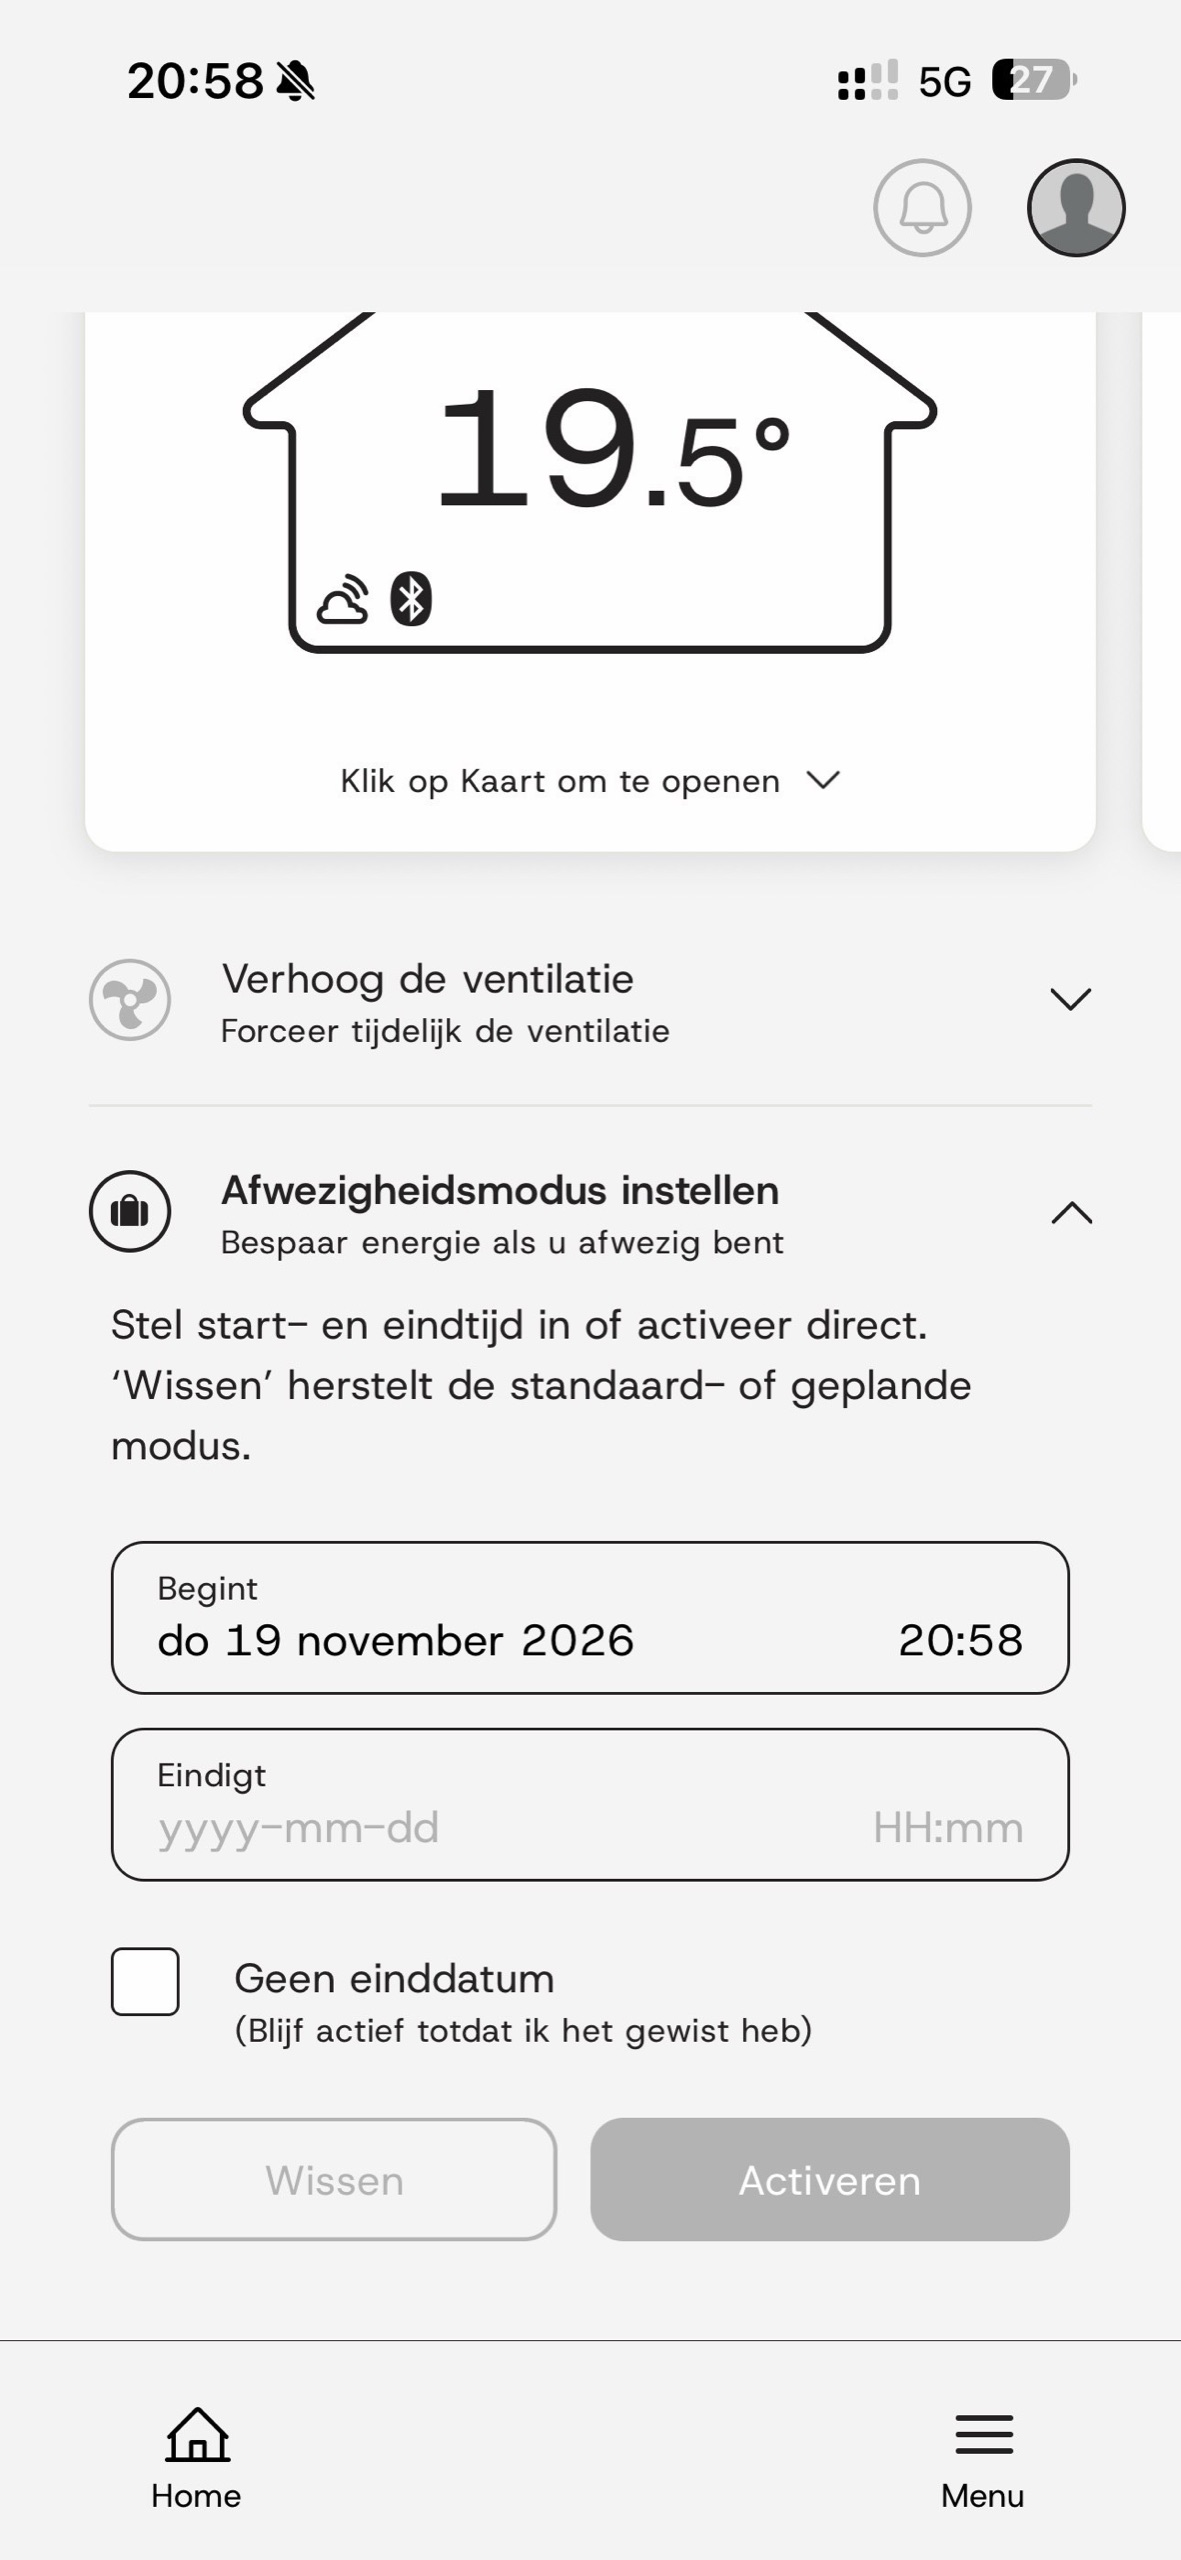 20:58
5G 27
19.5°
Klik op Kaart om te openen
Verhoog de ventilatie
Forceer tijdelijk de ventilatie
Afwezigheidsmodus instellen
Bespaar energie als u afwezig bent
Stel start- en eindtijd in of activeer direct.
‘Wissen’ herstelt de standaard- of geplande
modus.
Begint
do 19 november 2026 20:58
Eindigt
yyyy-mm-dd HH:mm
Geen einddatum
(Blijf actief totdat ik het gewist heb)
Wissen Activeren
Home Menu